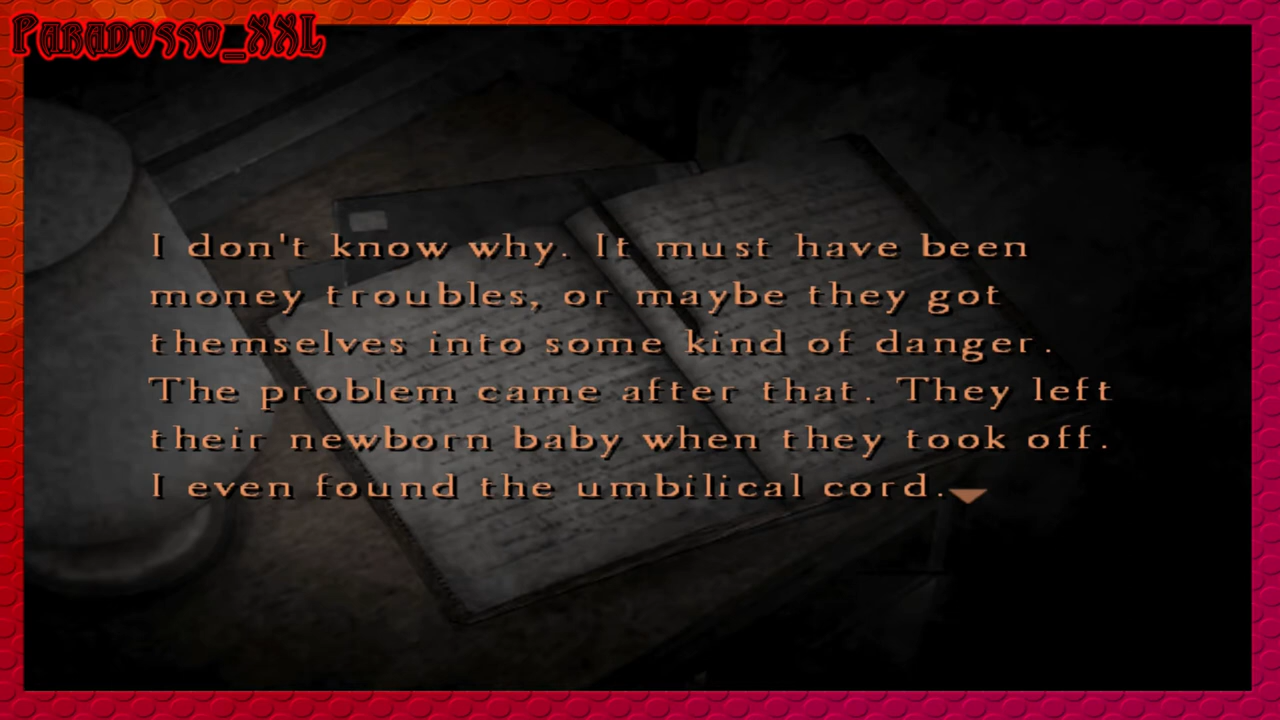 Paradosso_XXL
I don't know why. It must have been
money troubles, or maybe they got
themselves into some kind of danger.
The problem came after that. They left
their newborn baby when they took off.
I even found the umbilical cord.